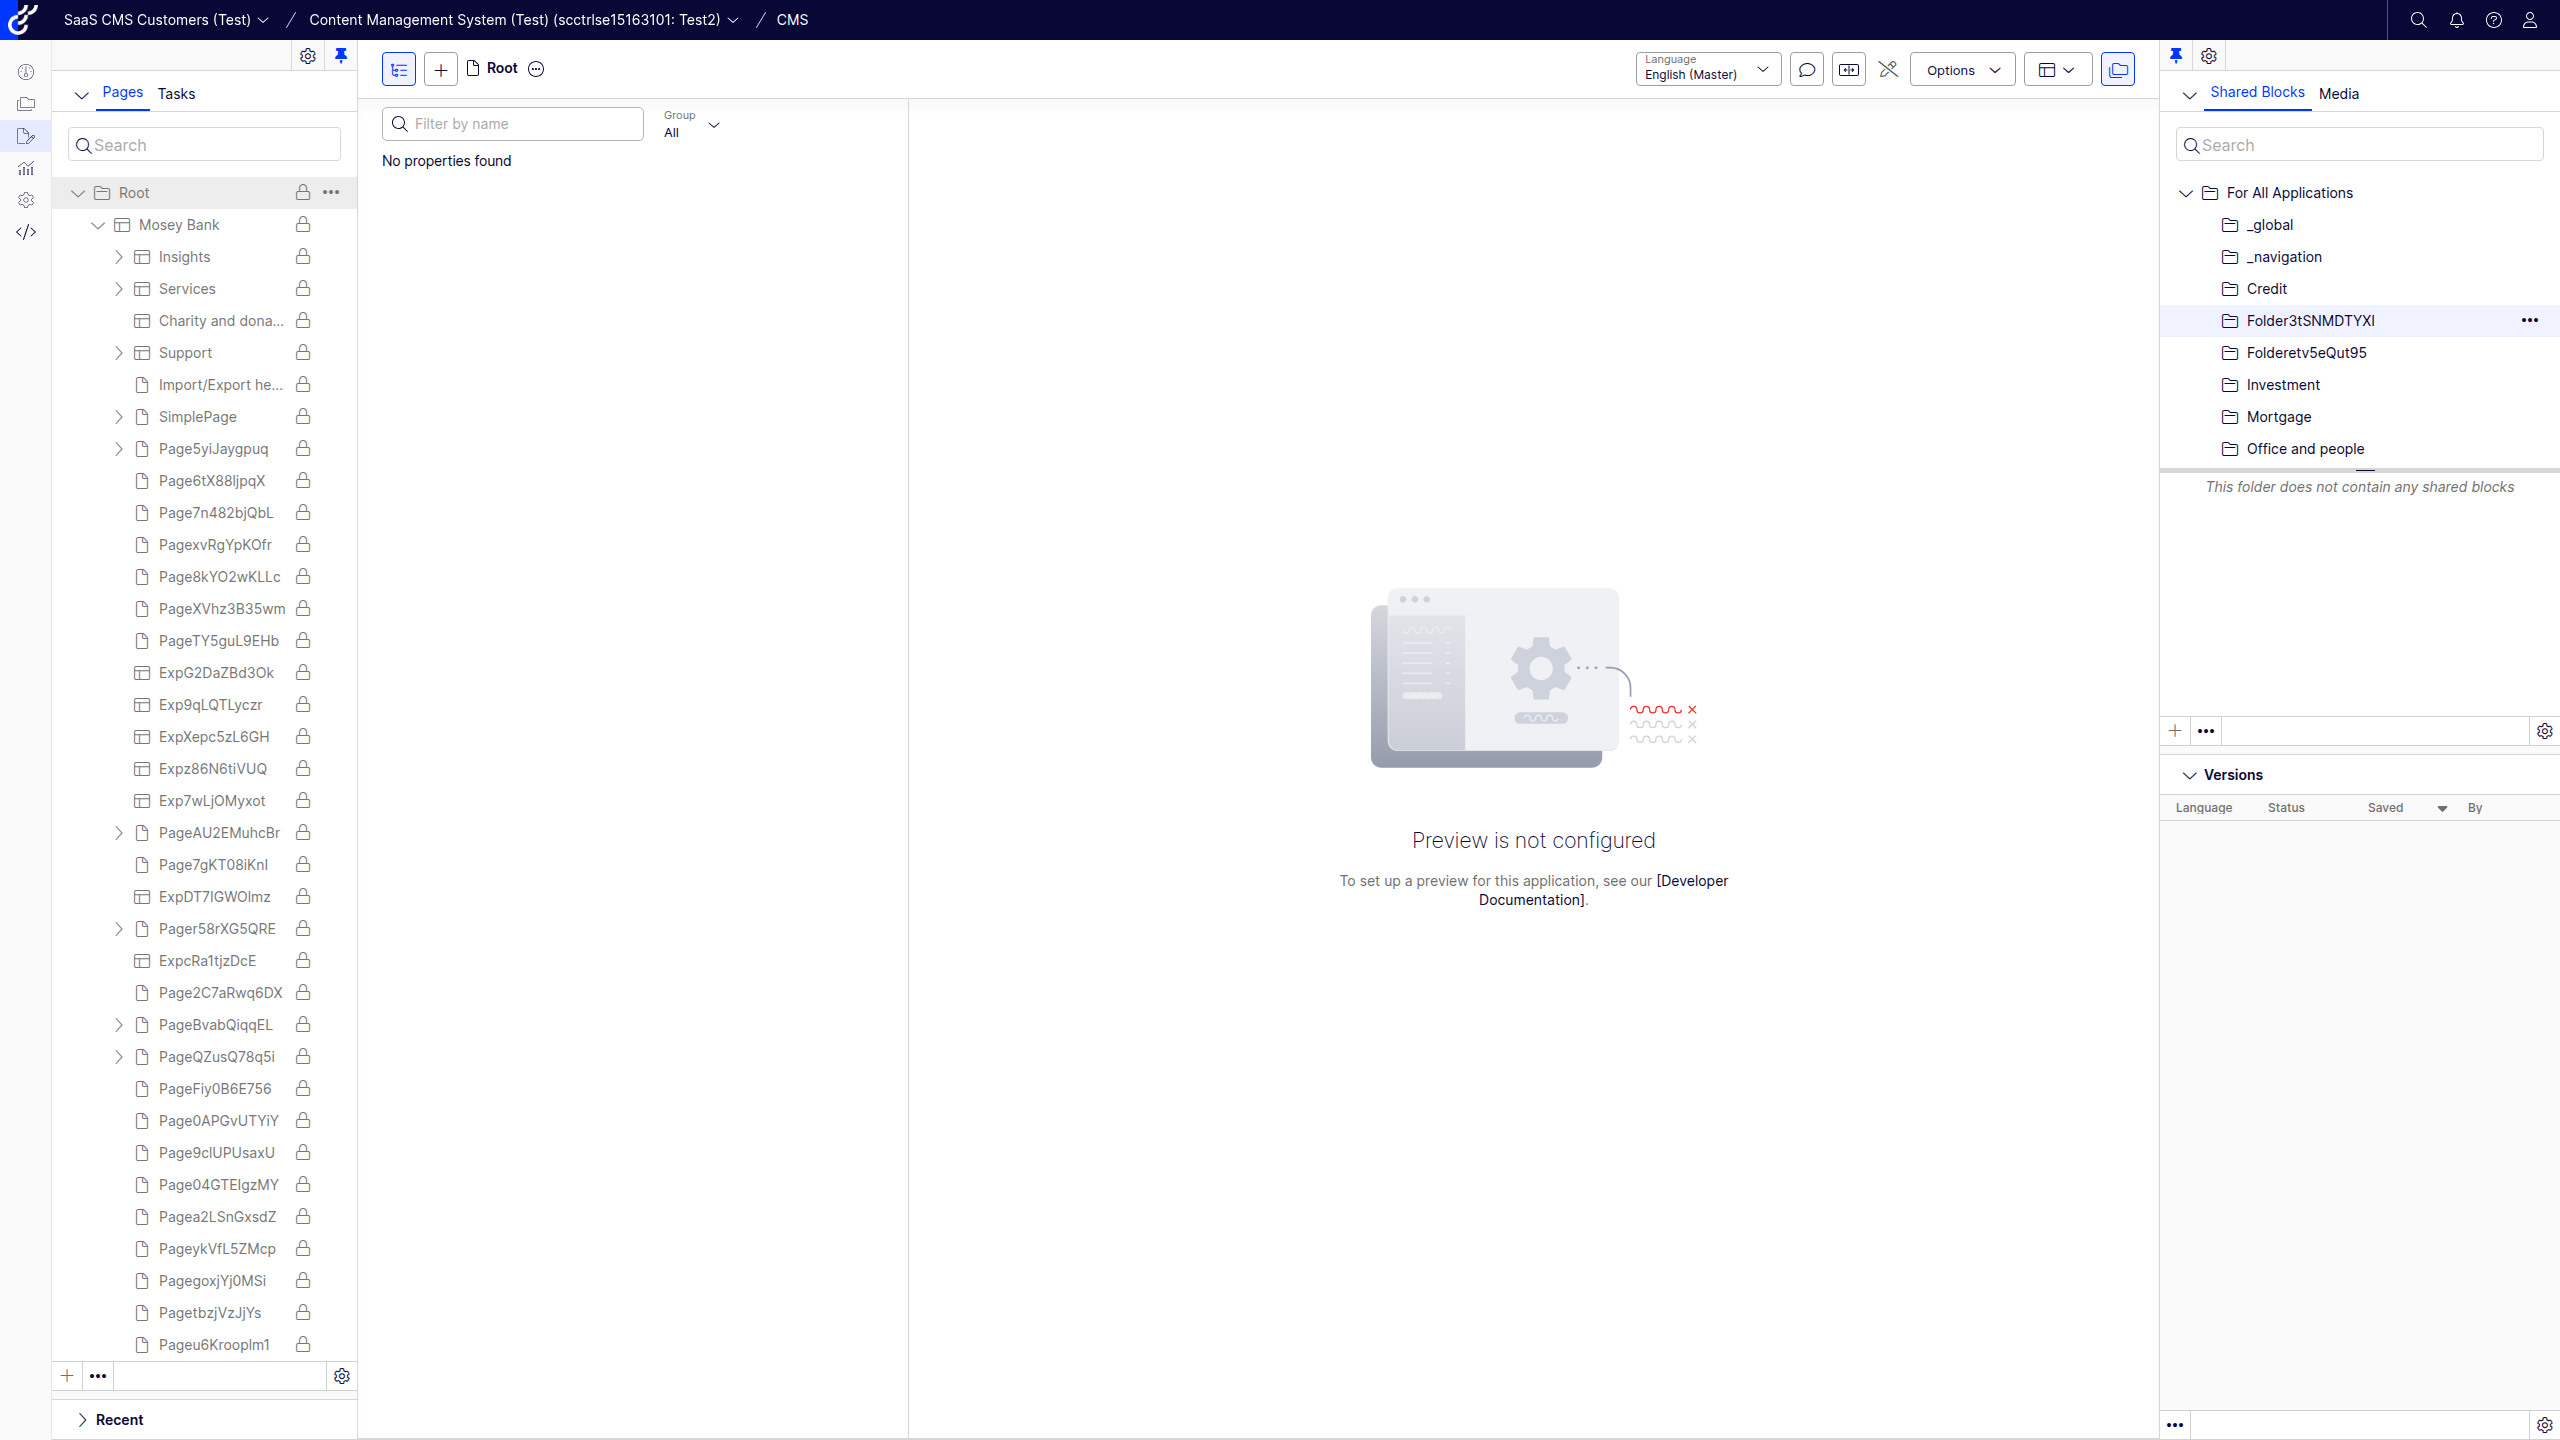 SaaS CMS Customers (Test) / Content Management System (Test) (scctrlse15163101: Test2) / CMS
Pages Tasks
Search
Root
Mosey Bank
Insights
Services
Charity and dona...
Support
Import/Export he...
SimplePage
Page5yiJaygpuq
Page6tX88ljpqX
Page7n482bjQbL
PagexvRgYpKOfr
Page8kYO2wKLLc
PageXVhz3B35wm
PageTY5guL9EHb
ExpG2DaZBd3Ok
Exp9qLQTLyczr
ExpXepc5zL6GH
Expz86N6tiVUQ
Exp7wLjOMyxot
PageAU2EMuhcBr
Page7gKT08iKnI
ExpDT7IGWOlmz
Pager58rXG5QRE
ExpcRa1tjzDcE
Page2C7aRwq6DX
PageBvabQiqqEL
PageQZusQ78q5i
PageFiy0B6E756
Page0APGvUTYiY
Page9clUPUsaxU
Page04GTEIgzMY
Pagea2LSnGxsdZ
PageykVfL5ZMcp
PagegoxjYj0MSi
PagetbzjVzJjYs
Pageu6Krooplm1
Recent
Root
Language
English (Master)
Options
Filter by name
Group
All
No properties found
Preview is not configured
To set up a preview for this application, see our [Developer
Documentation].
Shared Blocks Media
Search
For All Applications
_global
_navigation
Credit
Folder3tSNMDTYXI
Folderetv5eQut95
Investment
Mortgage
Office and people
This folder does not contain any shared blocks
Versions
Language Status Saved By